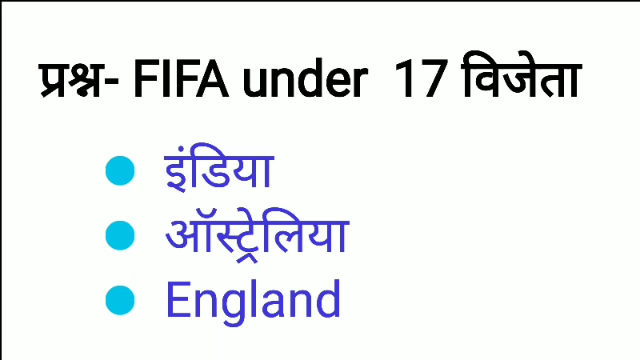 प्रश्न- FIFA under 17 विजेता
इंडिया
ऑस्ट्रेलिया
England